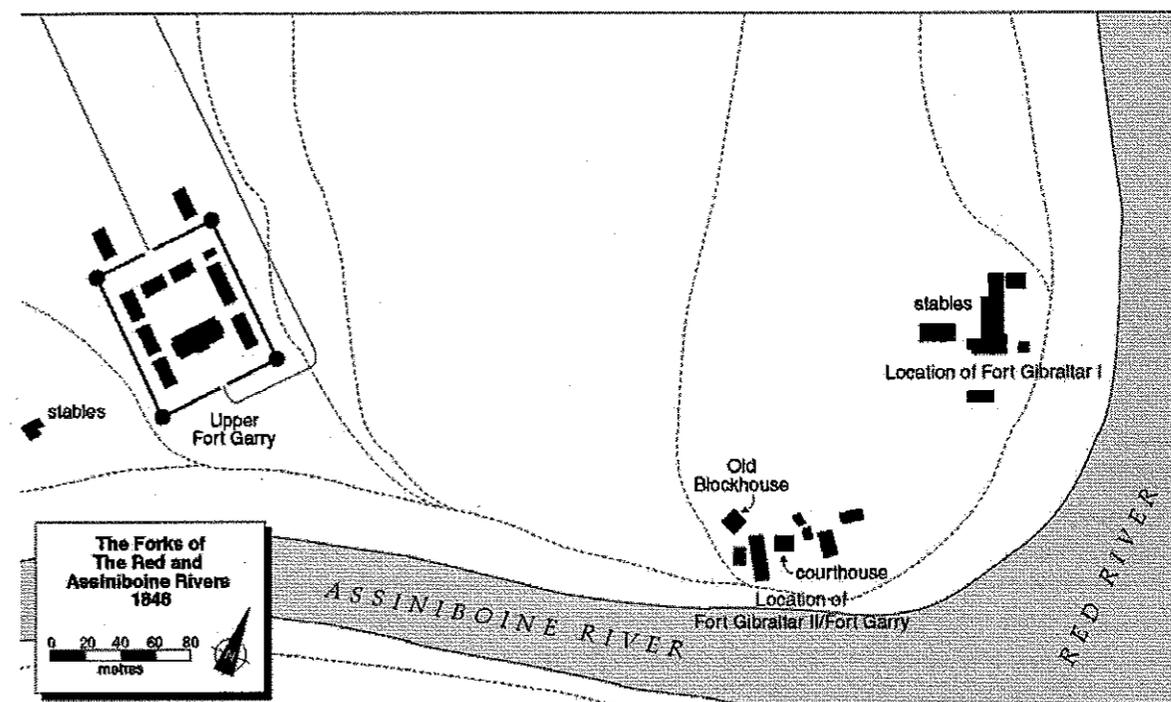 stables
Location of Fort Gibraltar I
stables
Upper
Fort Garry
Old
Blockhouse
courthouse
Location of
Fort Gibraltar II/Fort Garry
ASSINIBOINE RIVER
RED RIVER
The Forks of
The Red and
Assiniboine Rivers
1848
0 20 40 60 80
metres
N